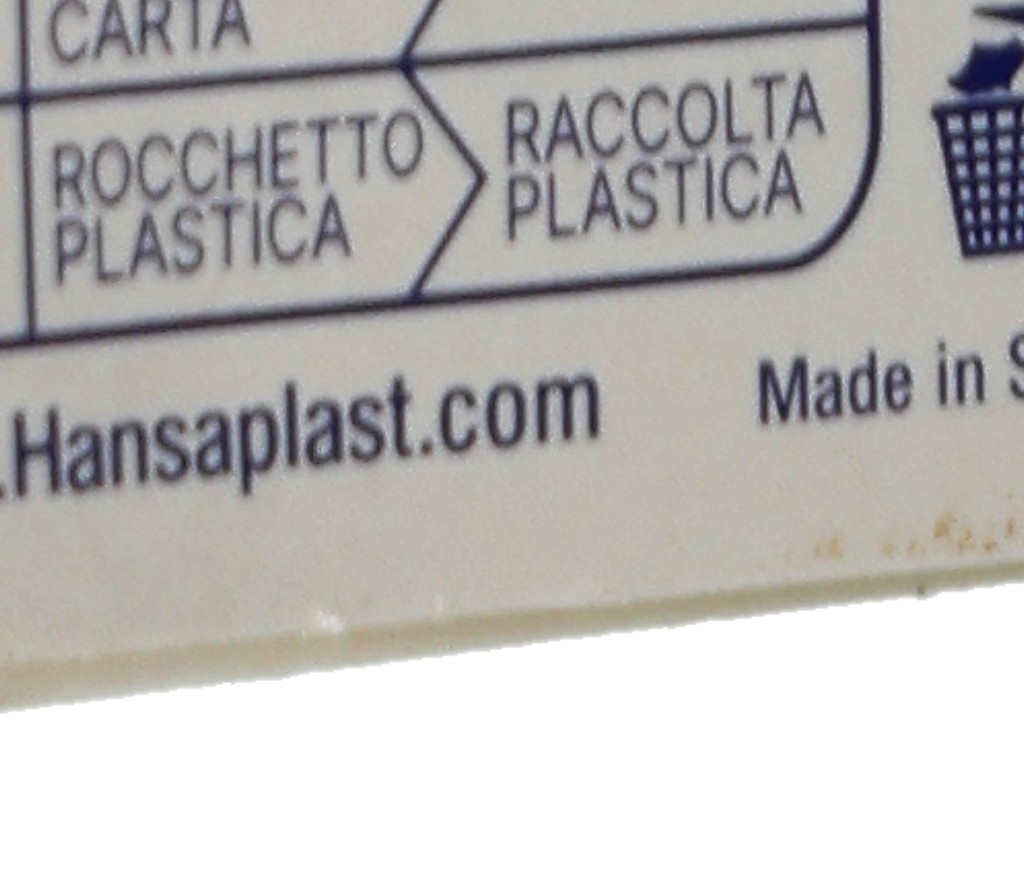 CARTA
ROCCHETTO
PLASTICA
RACCOLTA
PLASTICA
.Hansaplast.com
Made in S